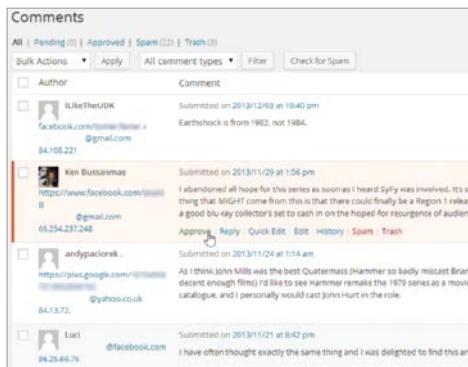 Comments
All | Pending (0) | Approved | Spam (22) | Trash (3)
Bulk Actions Apply All comment types Filter Check for Spam
Author Comment
iLikeTheUDK Submitted on 2013/12/03 at 10:40 pm
facebook.com/ Earthshock is from 1982, not 1984.
@gmail.com
84.108.221
Ken Bussanmas Submitted on 2013/11/29 at 1:56 pm
https://www.facebook.com/ I abandoned all hope for this series as soon as I heard SyFy was involved. It's s
B thing that MIGHT come from this is that there could finally be a Region 1 relea
@gmail.com a good blu-ray collector's set to cash in on the hoped-for resurgence of audien
69.254.237.248 Approve | Reply | Quick Edit | Edit | History | Spam | Trash
andypaciorek . Submitted on 2013/11/24 at 1:14 am
https://plus.google.com/ As I think John Mills was the best Quatermass (Hammer so badly miscast Brian
decent enough films) I'd like to see Hammer remake the 1979 series as a movie
@yahoo.co.uk catalogue, and I personally would cast John Hurt in the role.
84.13.72.
Luci Submitted on 2013/11/21 at 8:42 pm
@facebook.com I have often thought exactly the same thing and I was delighted to find this ar